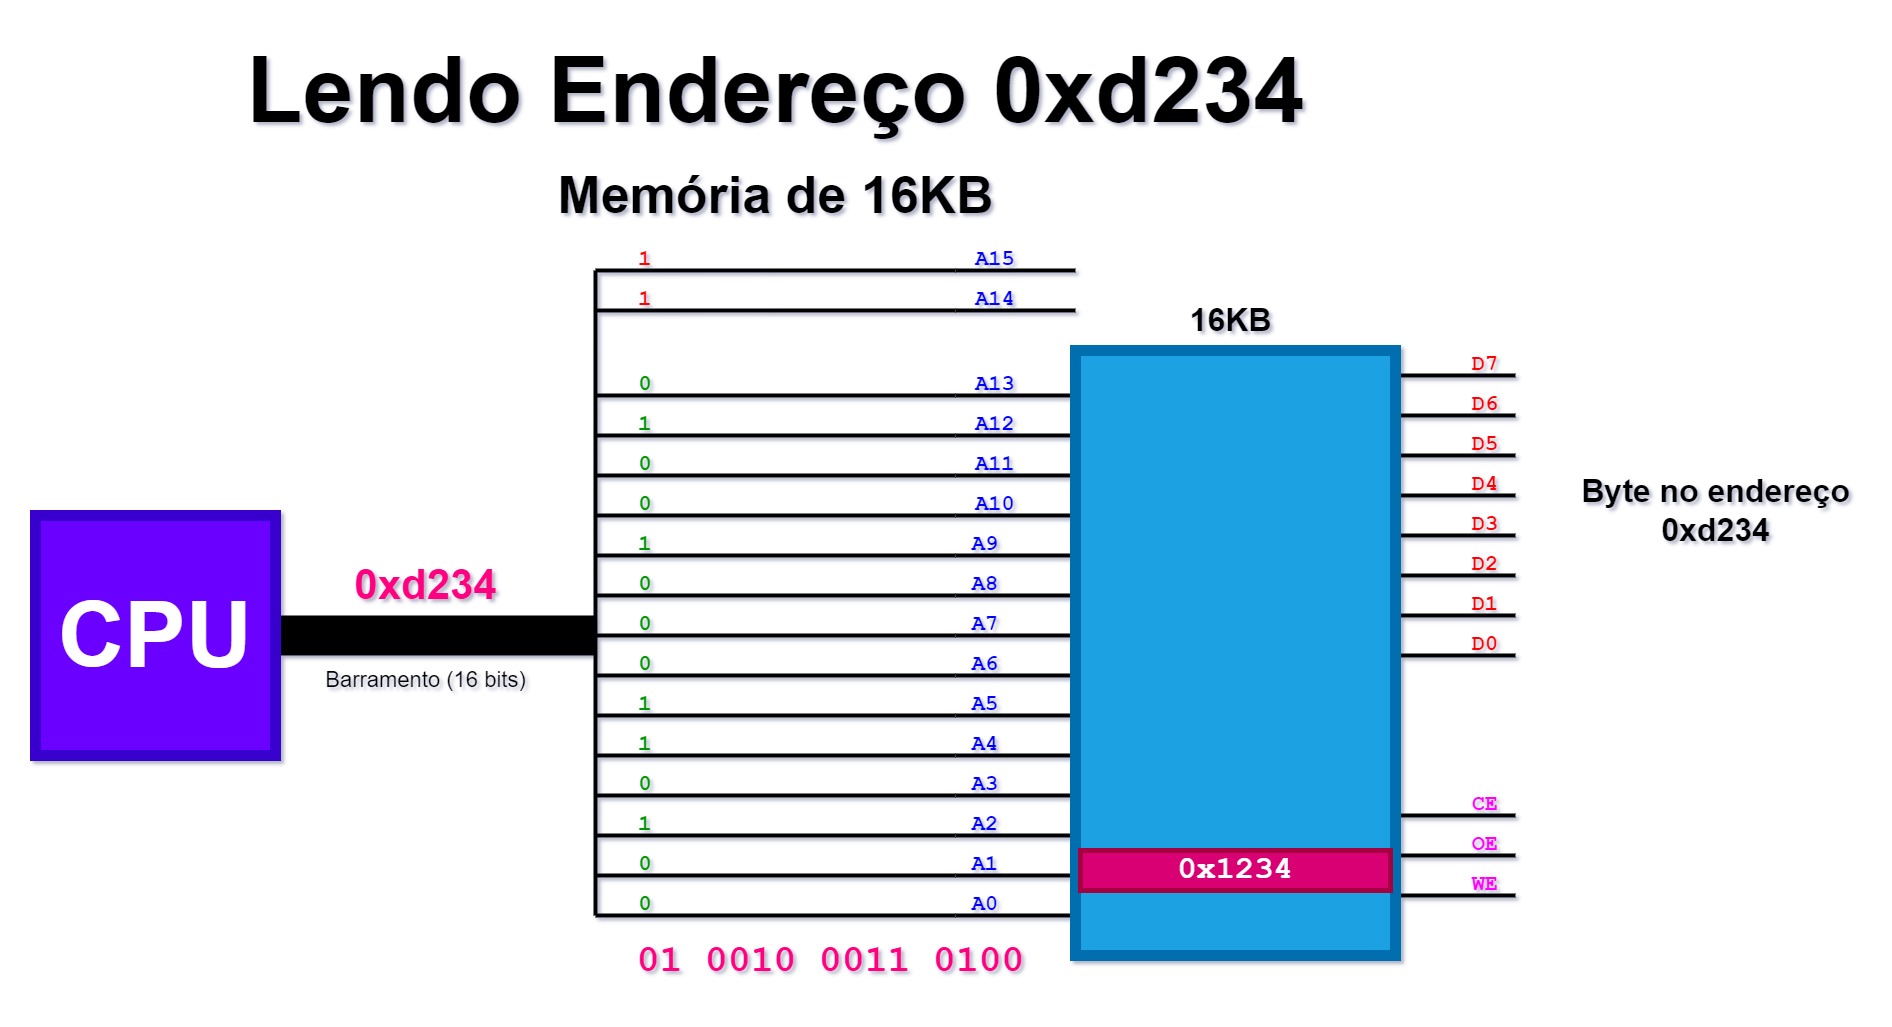 Lendo Endereço 0xd234
Memória de 16KB
1 A15
1 A14
16KB
0 A13
1 A12
0 A11
0 A10
1 A9
0 A8
0 A7
0 A6
1 A5
1 A4
0 A3
1 A2
0 A1
0 A0
01 0010 0011 0100
CPU
0xd234
Barramento (16 bits)
0x1234
D7
D6
D5
D4
D3
D2
D1
D0
CE
OE
WE
Byte no endereço
0xd234